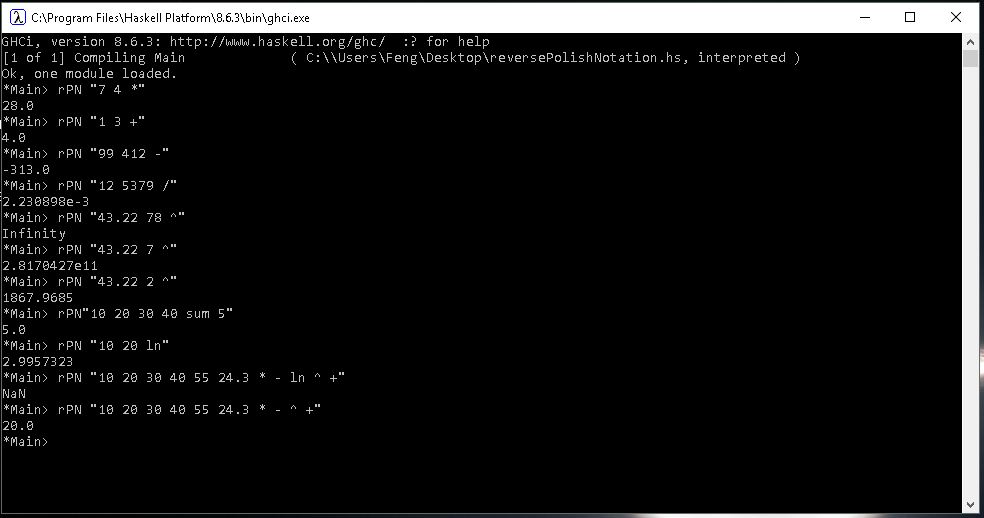 C:\Program Files\Haskell Platform\8.6.3\bin\ghci.exe
GHCi, version 8.6.3: http://www.haskell.org/ghc/  :? for help
[1 of 1] Compiling Main             ( C:\\Users\Feng\Desktop\reversePolishNotation.hs, interpreted )
Ok, one module loaded.
*Main> rPN "7 4 *"
28.0
*Main> rPN "1 3 +"
4.0
*Main> rPN "99 412 -"
-313.0
*Main> rPN "12 5379 /"
2.230898e-3
*Main> rPN "43.22 78 ^"
Infinity
*Main> rPN "43.22 7 ^"
2.8170427e11
*Main> rPN "43.22 2 ^"
1867.9685
*Main> rPN"10 20 30 40 sum 5"
5.0
*Main> rPN "10 20 ln"
2.9957323
*Main> rPN "10 20 30 40 55 24.3 * - ln ^ +"
NaN
*Main> rPN "10 20 30 40 55 24.3 * - ^ +"
20.0
*Main>